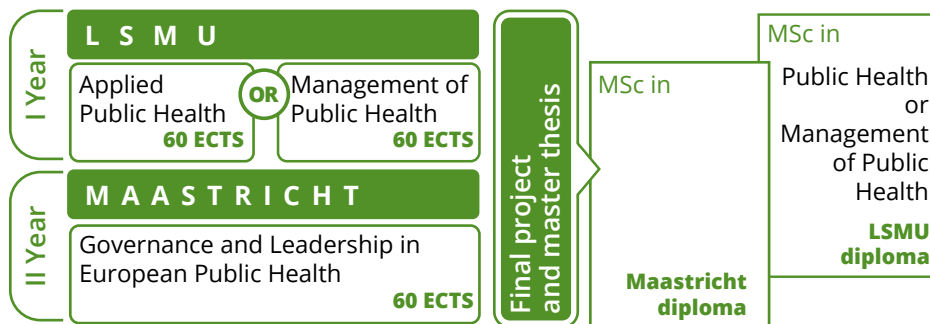 I Year
L S M U
Applied
Public Health
60 ECTS
OR
Management of
Public Health
60 ECTS
II Year
M A A S T R I C H T
Governance and Leadership in
European Public Health
60 ECTS
Final project
and master thesis
MSc in
Maastricht
diploma
MSc in
Public Health
or
Management
of Public
Health
LSMU
diploma